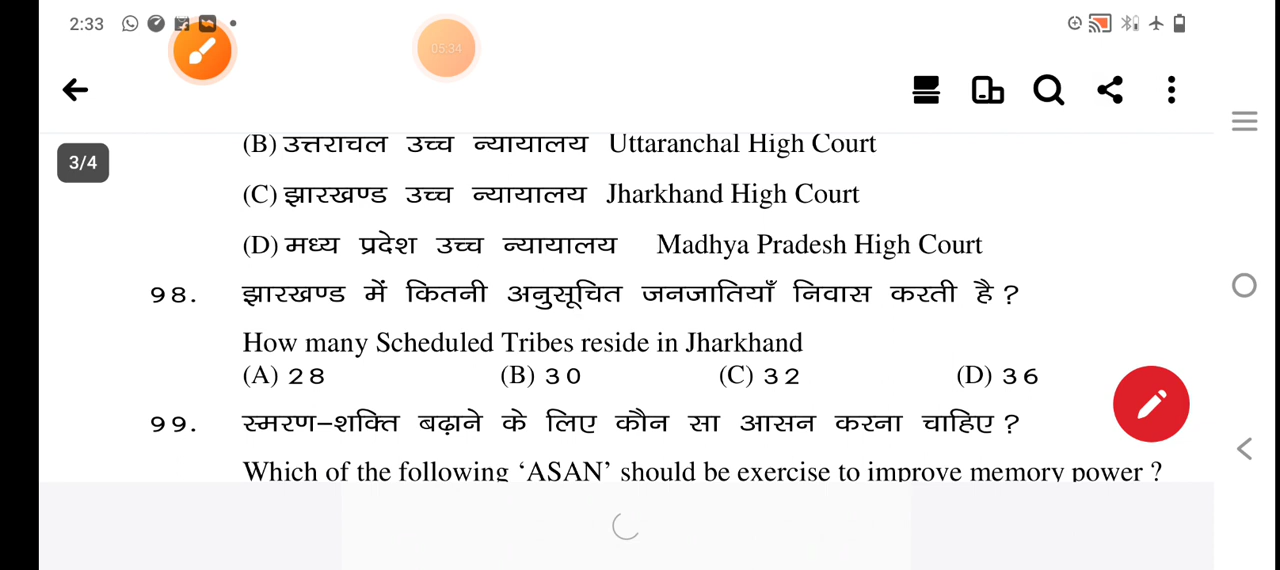 2:33
05:34
3/4
(B) उत्तराचल उच्च न्यायालय Uttaranchal High Court
(C) झारखण्ड उच्च न्यायालय Jharkhand High Court
(D) मध्य प्रदेश उच्च न्यायालय Madhya Pradesh High Court
98. झारखण्ड में कितनी अनुसूचित जनजातियाँ निवास करती है ?
How many Scheduled Tribes reside in Jharkhand
(A) 28 (B) 30 (C) 32 (D) 36
99. स्मरण–शक्ति बढ़ाने के लिए कौन सा आसन करना चाहिए ?
Which of the following ‘ASAN’ should be exercise to improve memory power ?